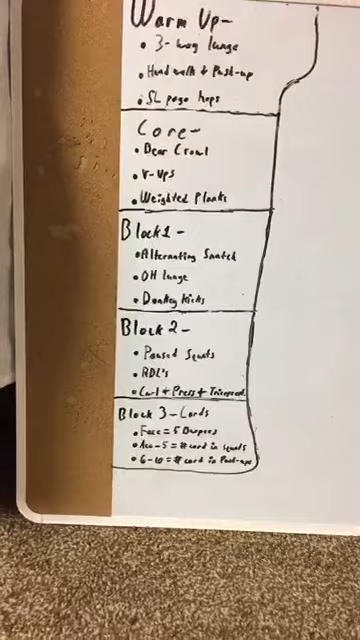 Warm Up-
• 3-way lunge
• Hand walk + Push-up
• SL pogo hops
Core-
• Bear Crawl
• V-ups
• Weighted Planks
Block 1-
• Alternating Snatch
• OH lunge
• Donkey Kicks
Block 2-
• Paused Squats
• RDL's
• Curl + Press + Tricep ext.
Block 3-Cards
• Face = 5 Burpees
• Ace-5 = # card in squats
• 6-10 = # card in Push-ups